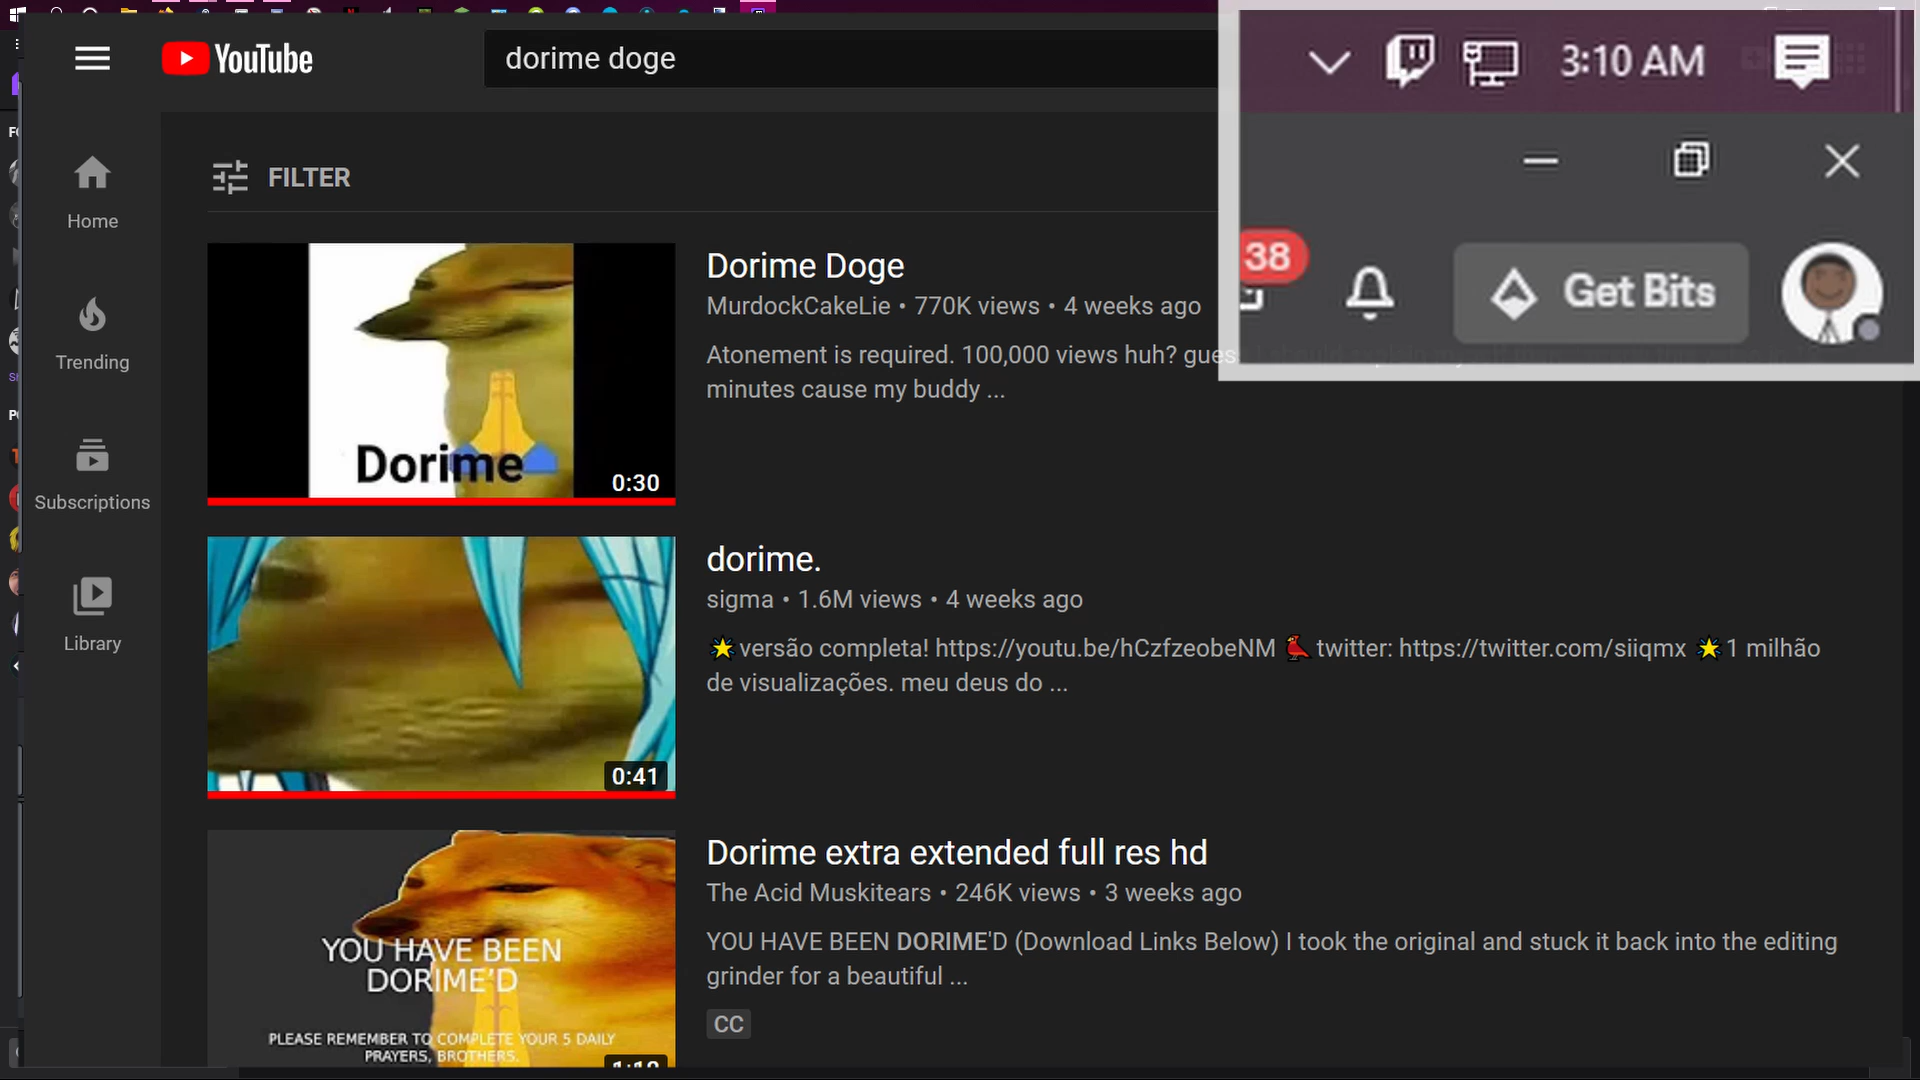 YouTube
dorime doge
3:10 AM
38
Get Bits
Home
Trending
Subscriptions
Library
FILTER
Dorime
0:30
Dorime Doge
MurdockCakeLie • 770K views • 4 weeks ago
Atonement is required. 100,000 views huh?
minutes cause my buddy ...
0:41
dorime.
sigma • 1.6M views • 4 weeks ago
versão completa! https://youtu.be/hCzfzeobeNM twitter: https://twitter.com/siiqmx 1 milhão
de visualizações. meu deus do ...
YOU HAVE BEEN
DORIME'D
PLEASE REMEMBER TO COMPLETE YOUR 5 DAILY
PRAYERS, BROTHERS.
Dorime extra extended full res hd
The Acid Muskitears • 246K views • 3 weeks ago
YOU HAVE BEEN DORIME'D (Download Links Below) I took the original and stuck it back into the editing
grinder for a beautiful ...
CC